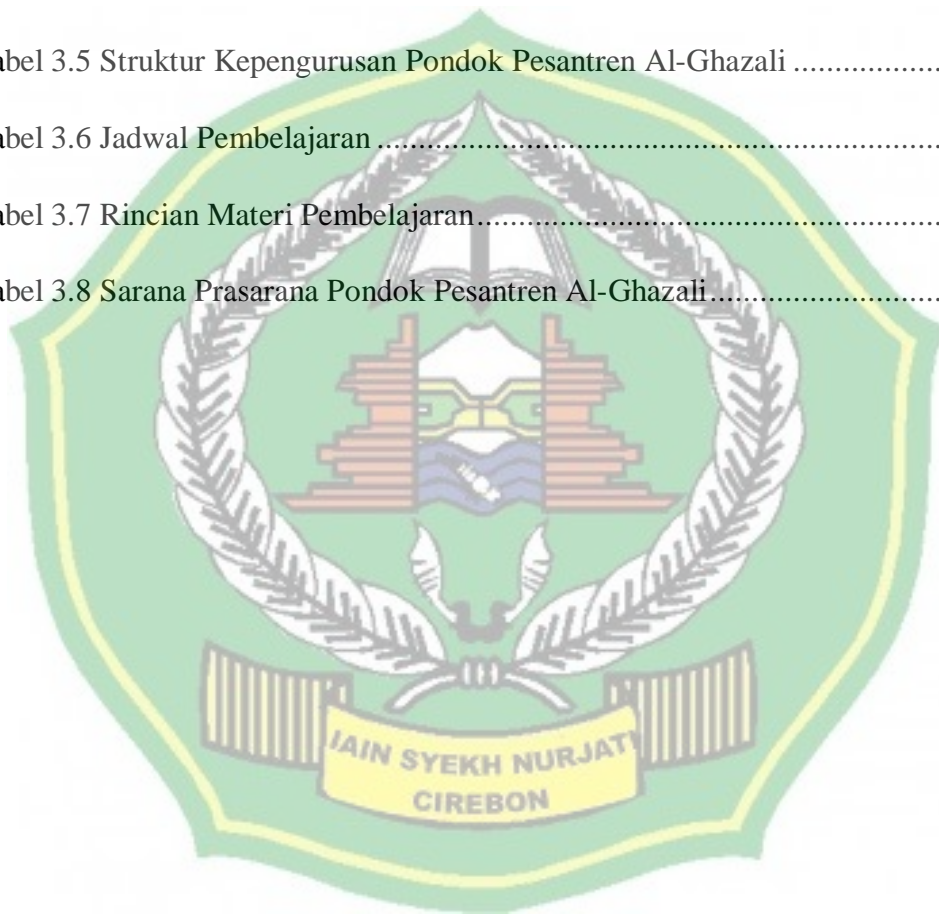 abel 3.5 Struktur Kepengurusan Pondok Pesantren Al-Ghazali ..................
abel 3.6 Jadwal Pembelajaran ......................................................................
abel 3.7 Rincian Materi Pembelajaran..........................................................
abel 3.8 Sarana Prasarana Pondok Pesantren Al-Ghazali.............................
IAIN SYEKH NURJATI
CIREBON